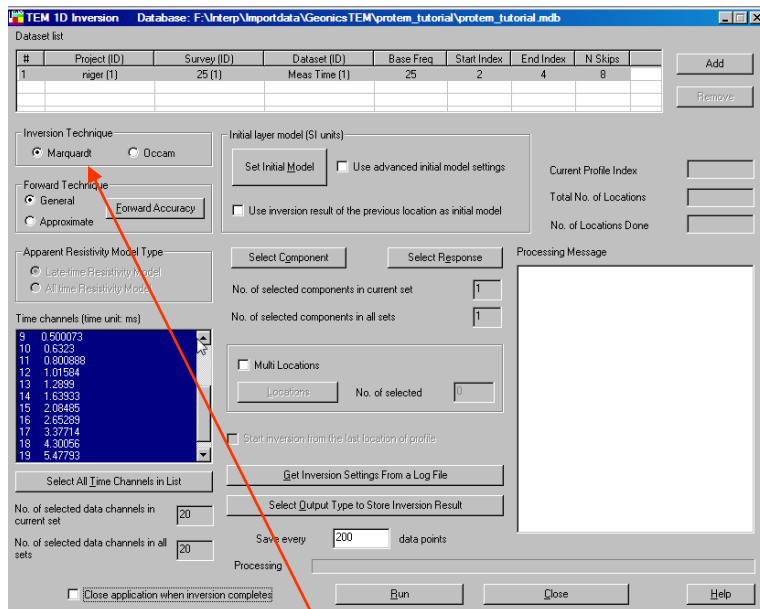 TEM 1D Inversion Database: F:\Interp\Importdata\GeonicsTEM\protem_tutorial\protem_tutorial.mdb
Dataset list
# Project (ID) Survey (ID) Dataset (ID) Base Freq Start Index End Index N Skips
1 niger (1) 25 (1) Meas Time (1) 25 2 4 8
Add
Remove
Inversion Technique
Marquardt Occam
Forward Technique
General
Approximate
Forward Accuracy
Apparent Resistivity Model Type
Late-time Resistivity Model
All time Resistivity Model
Time channels (time unit: ms)
9 0.500073
10 0.6323
11 0.800888
12 1.01584
13 1.2899
14 1.63933
15 2.08485
16 2.65289
17 3.37714
18 4.30056
19 5.47793
Select All Time Channels in List
No. of selected data channels in current set 20
No. of selected data channels in all sets 20
Initial layer model (SI units)
Set Initial Model
Use advanced initial model settings
Use inversion result of the previous location as initial model
Select Component
Select Response
No. of selected components in current set 1
No. of selected components in all sets 1
Multi Locations
Locations No. of selected 0
Start inversion from the last location of profile
Get Inversion Settings From a Log File
Select Output Type to Store Inversion Result
Save every 200 data points
Processing
Current Profile Index
Total No. of Locations
No. of Locations Done
Processing Message
Close application when inversion completes
Run
Close
Help